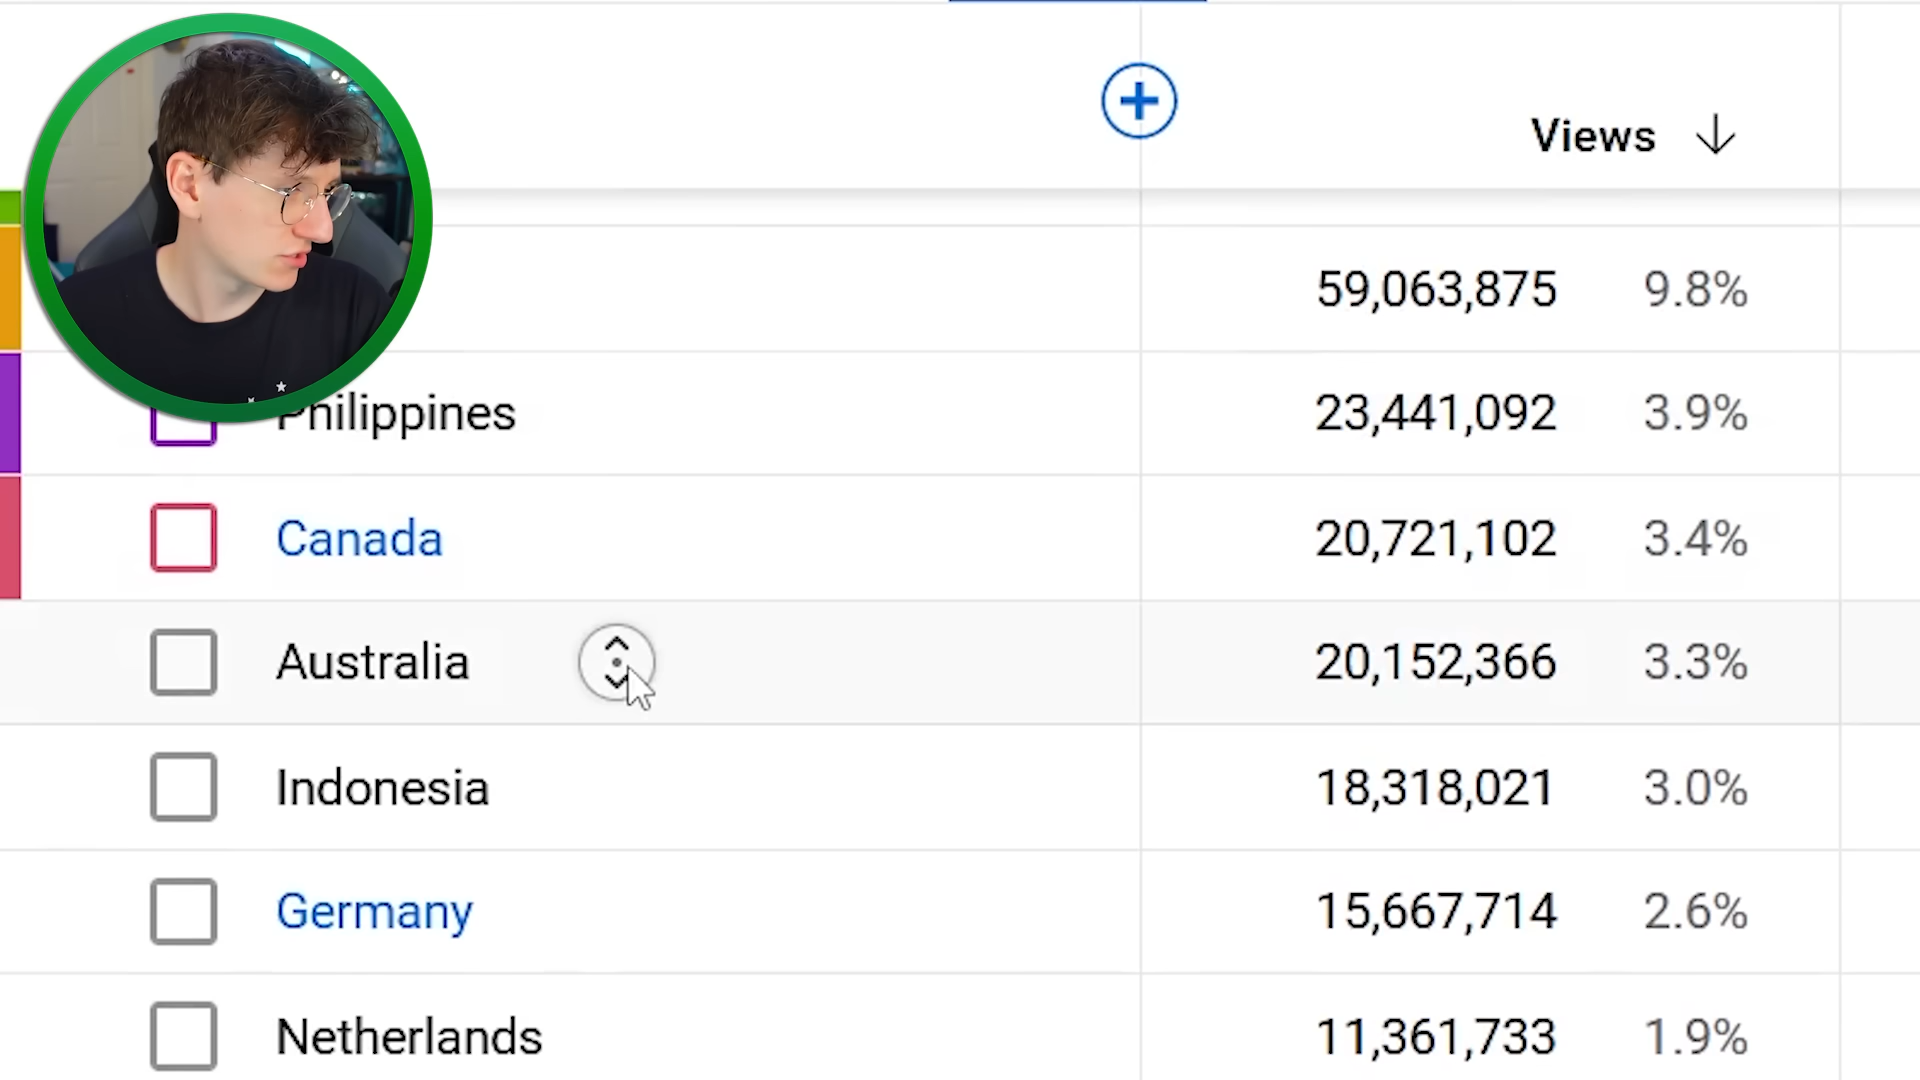 Views
59,063,875 9.8%
Philippines 23,441,092 3.9%
Canada 20,721,102 3.4%
Australia 20,152,366 3.3%
Indonesia 18,318,021 3.0%
Germany 15,667,714 2.6%
Netherlands 11,361,733 1.9%